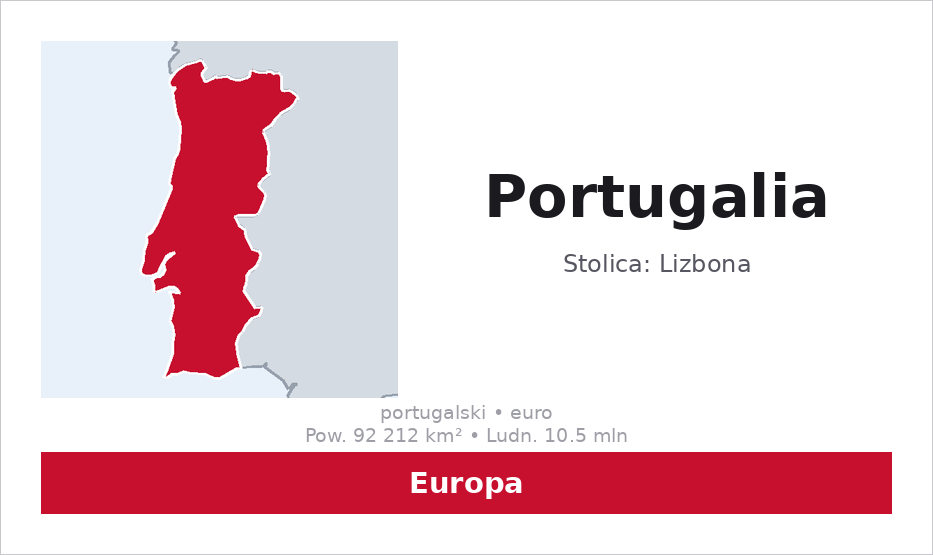 Portugalia
Stolica: Lizbona
portugalski • euro
Pow. 92 212 km² • Ludn. 10.5 mln
Europa